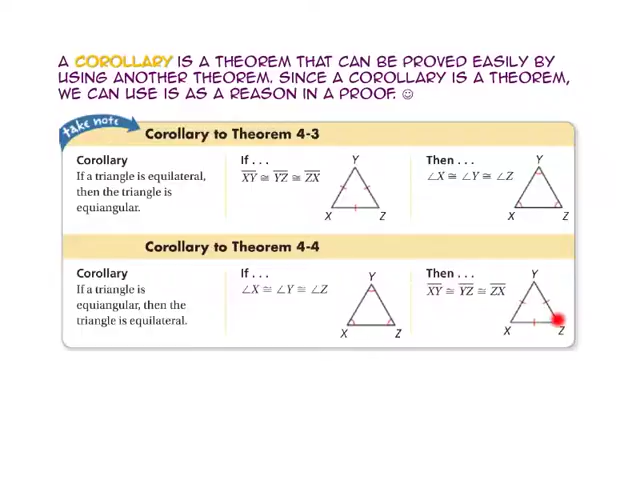 A COROLLARY IS A THEOREM THAT CAN BE PROVED EASILY BY
USING ANOTHER THEOREM. SINCE A COROLLARY IS A THEOREM,
WE CAN USE IS AS A REASON IN A PROOF. ☺
take note
Corollary to Theorem 4-3
Corollary
If a triangle is equilateral,
then the triangle is
equiangular.
If . . .
XY ≅ YZ ≅ ZX
Y
X Z
Then . . .
∠X ≅ ∠Y ≅ ∠Z
Y
X Z
Corollary to Theorem 4-4
Corollary
If a triangle is
equiangular, then the
triangle is equilateral.
If . . .
∠X ≅ ∠Y ≅ ∠Z
Y
X Z
Then . . .
XY ≅ YZ ≅ ZX
Y
X Z